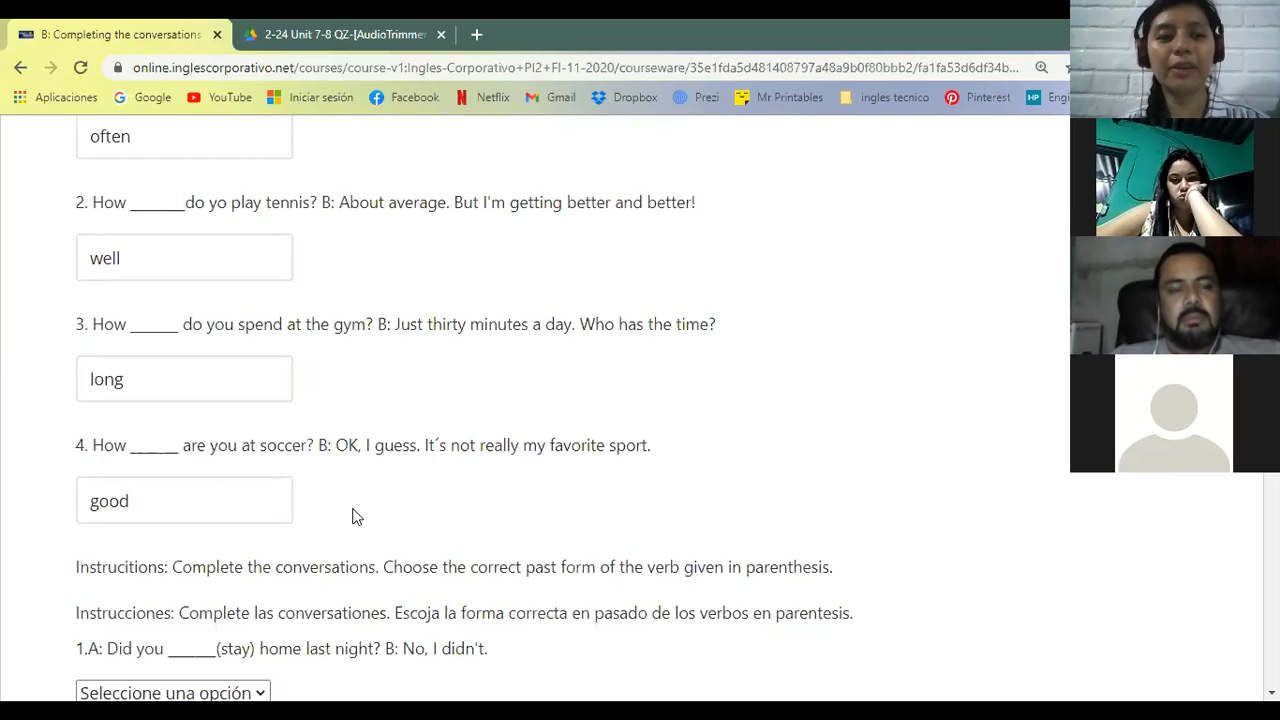 B: Completing the conversations
2-24 Unit 7-8 QZ-[AudioTrimmer
online.inglescorporativo.net/courses/course-v1:Ingles-Corporativo+PI2+FI-11-2020/courseware/35e1fda5d481408797a48a9b0f80bbb2/fa1fa53d6df34b...
Aplicaciones Google YouTube Iniciar sesión Facebook Netflix Gmail Dropbox Prezi Mr Printables ingles tecnico Pinterest Engl
often
2. How _______do yo play tennis? B: About average. But I'm getting better and better!
well
3. How ______ do you spend at the gym? B: Just thirty minutes a day. Who has the time?
long
4. How ______ are you at soccer? B: OK, I guess. It´s not really my favorite sport.
good
Instrucitions: Complete the conversations. Choose the correct past form of the verb given in parenthesis.
Instrucciones: Complete las conversationes. Escoja la forma correcta en pasado de los verbos en parentesis.
1.A: Did you ______(stay) home last night? B: No, I didn't.
Seleccione una opción